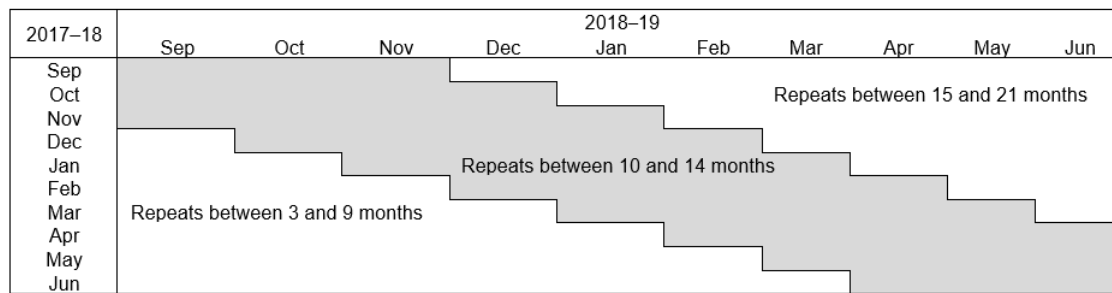 2017–18
2018–19
Sep Oct Nov Dec Jan Feb Mar Apr May Jun
Sep
Oct
Repeats between 15 and 21 months
Nov
Dec
Jan
Repeats between 10 and 14 months
Feb
Mar
Repeats between 3 and 9 months
Apr
May
Jun